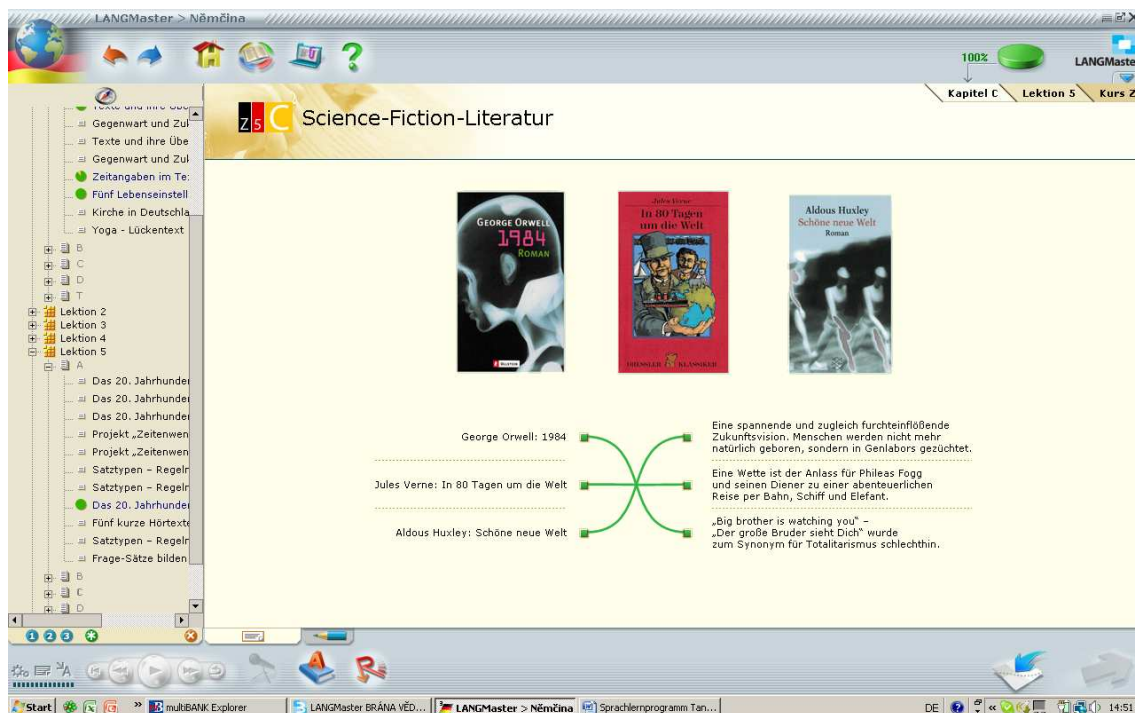 LANGMaster > Němčina
100%
LANGMaste
Kapitel C Lektion 5 Kurs Z
Z 5 C Science-Fiction-Literatur
Texte und ihre Übe
Gegenwart und Zuk
Texte und ihre Übe
Gegenwart und Zuk
Zeitangaben im Te
Fünf Lebenseinstell
Kirche in Deutschla
Yoga - Lückentext
B
C
D
T
Lektion 2
Lektion 3
Lektion 4
Lektion 5
A
Das 20. Jahrhunder
Das 20. Jahrhunder
Das 20. Jahrhunder
Projekt „Zeitenwen
Projekt „Zeitenwen
Satztypen – Regeln
Satztypen – Regeln
Das 20. Jahrhunder
Fünf kurze Hörtexte
Satztypen – Regeln
Frage-Sätze bilden
B
C
D
GEORGE ORWELL
1984
ROMAN
Jules Verne
In 80 Tagen
um die Welt
DRESSLER KLASSIKER
Aldous Huxley
Schöne neue Welt
Roman
George Orwell: 1984
Jules Verne: In 80 Tagen um die Welt
Aldous Huxley: Schöne neue Welt
Eine spannende und zugleich furchteinflößende
Zukunftsvision. Menschen werden nicht mehr
natürlich geboren, sondern in Genlabors gezüchtet.
Eine Wette ist der Anlass für Phileas Fogg
und seinen Diener zu einer abenteuerlichen
Reise per Bahn, Schiff und Elefant.
„Big brother is watching you“ –
„Der große Bruder sieht Dich“ wurde
zum Synonym für Totalitarismus schlechthin.
1 2 3
Start » multiBANK Explorer LANGMaster BRÁNA VĚD... LANGMaster > Němčina Sprachlernprogramm Tan... DE « 14:51